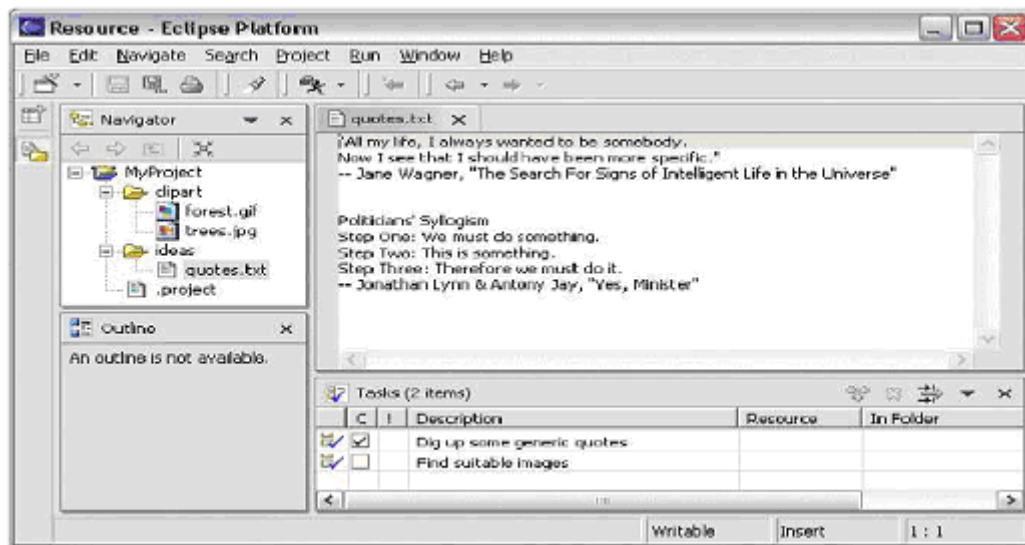 Resource - Eclipse Platform
File Edit Navigate Search Project Run Window Help
Navigator
quotes.txt
"All my life, I always wanted to be somebody.
Now I see that I should have been more specific."
-- Jane Wagner, "The Search For Signs of Intelligent Life in the Universe"
MyProject
clipart
forest.gif
trees.jpg
ideas
quotes.txt
.project
Politicians' Syllogism
Step One: We must do something.
Step Two: This is something.
Step Three: Therefore we must do it.
-- Jonathan Lynn & Antony Jay, "Yes, Minister"
Outline
An outline is not available.
Tasks (2 items)
C ! Description Resource In Folder
Dig up some generic quotes
Find suitable images
Writable Insert 1 : 1